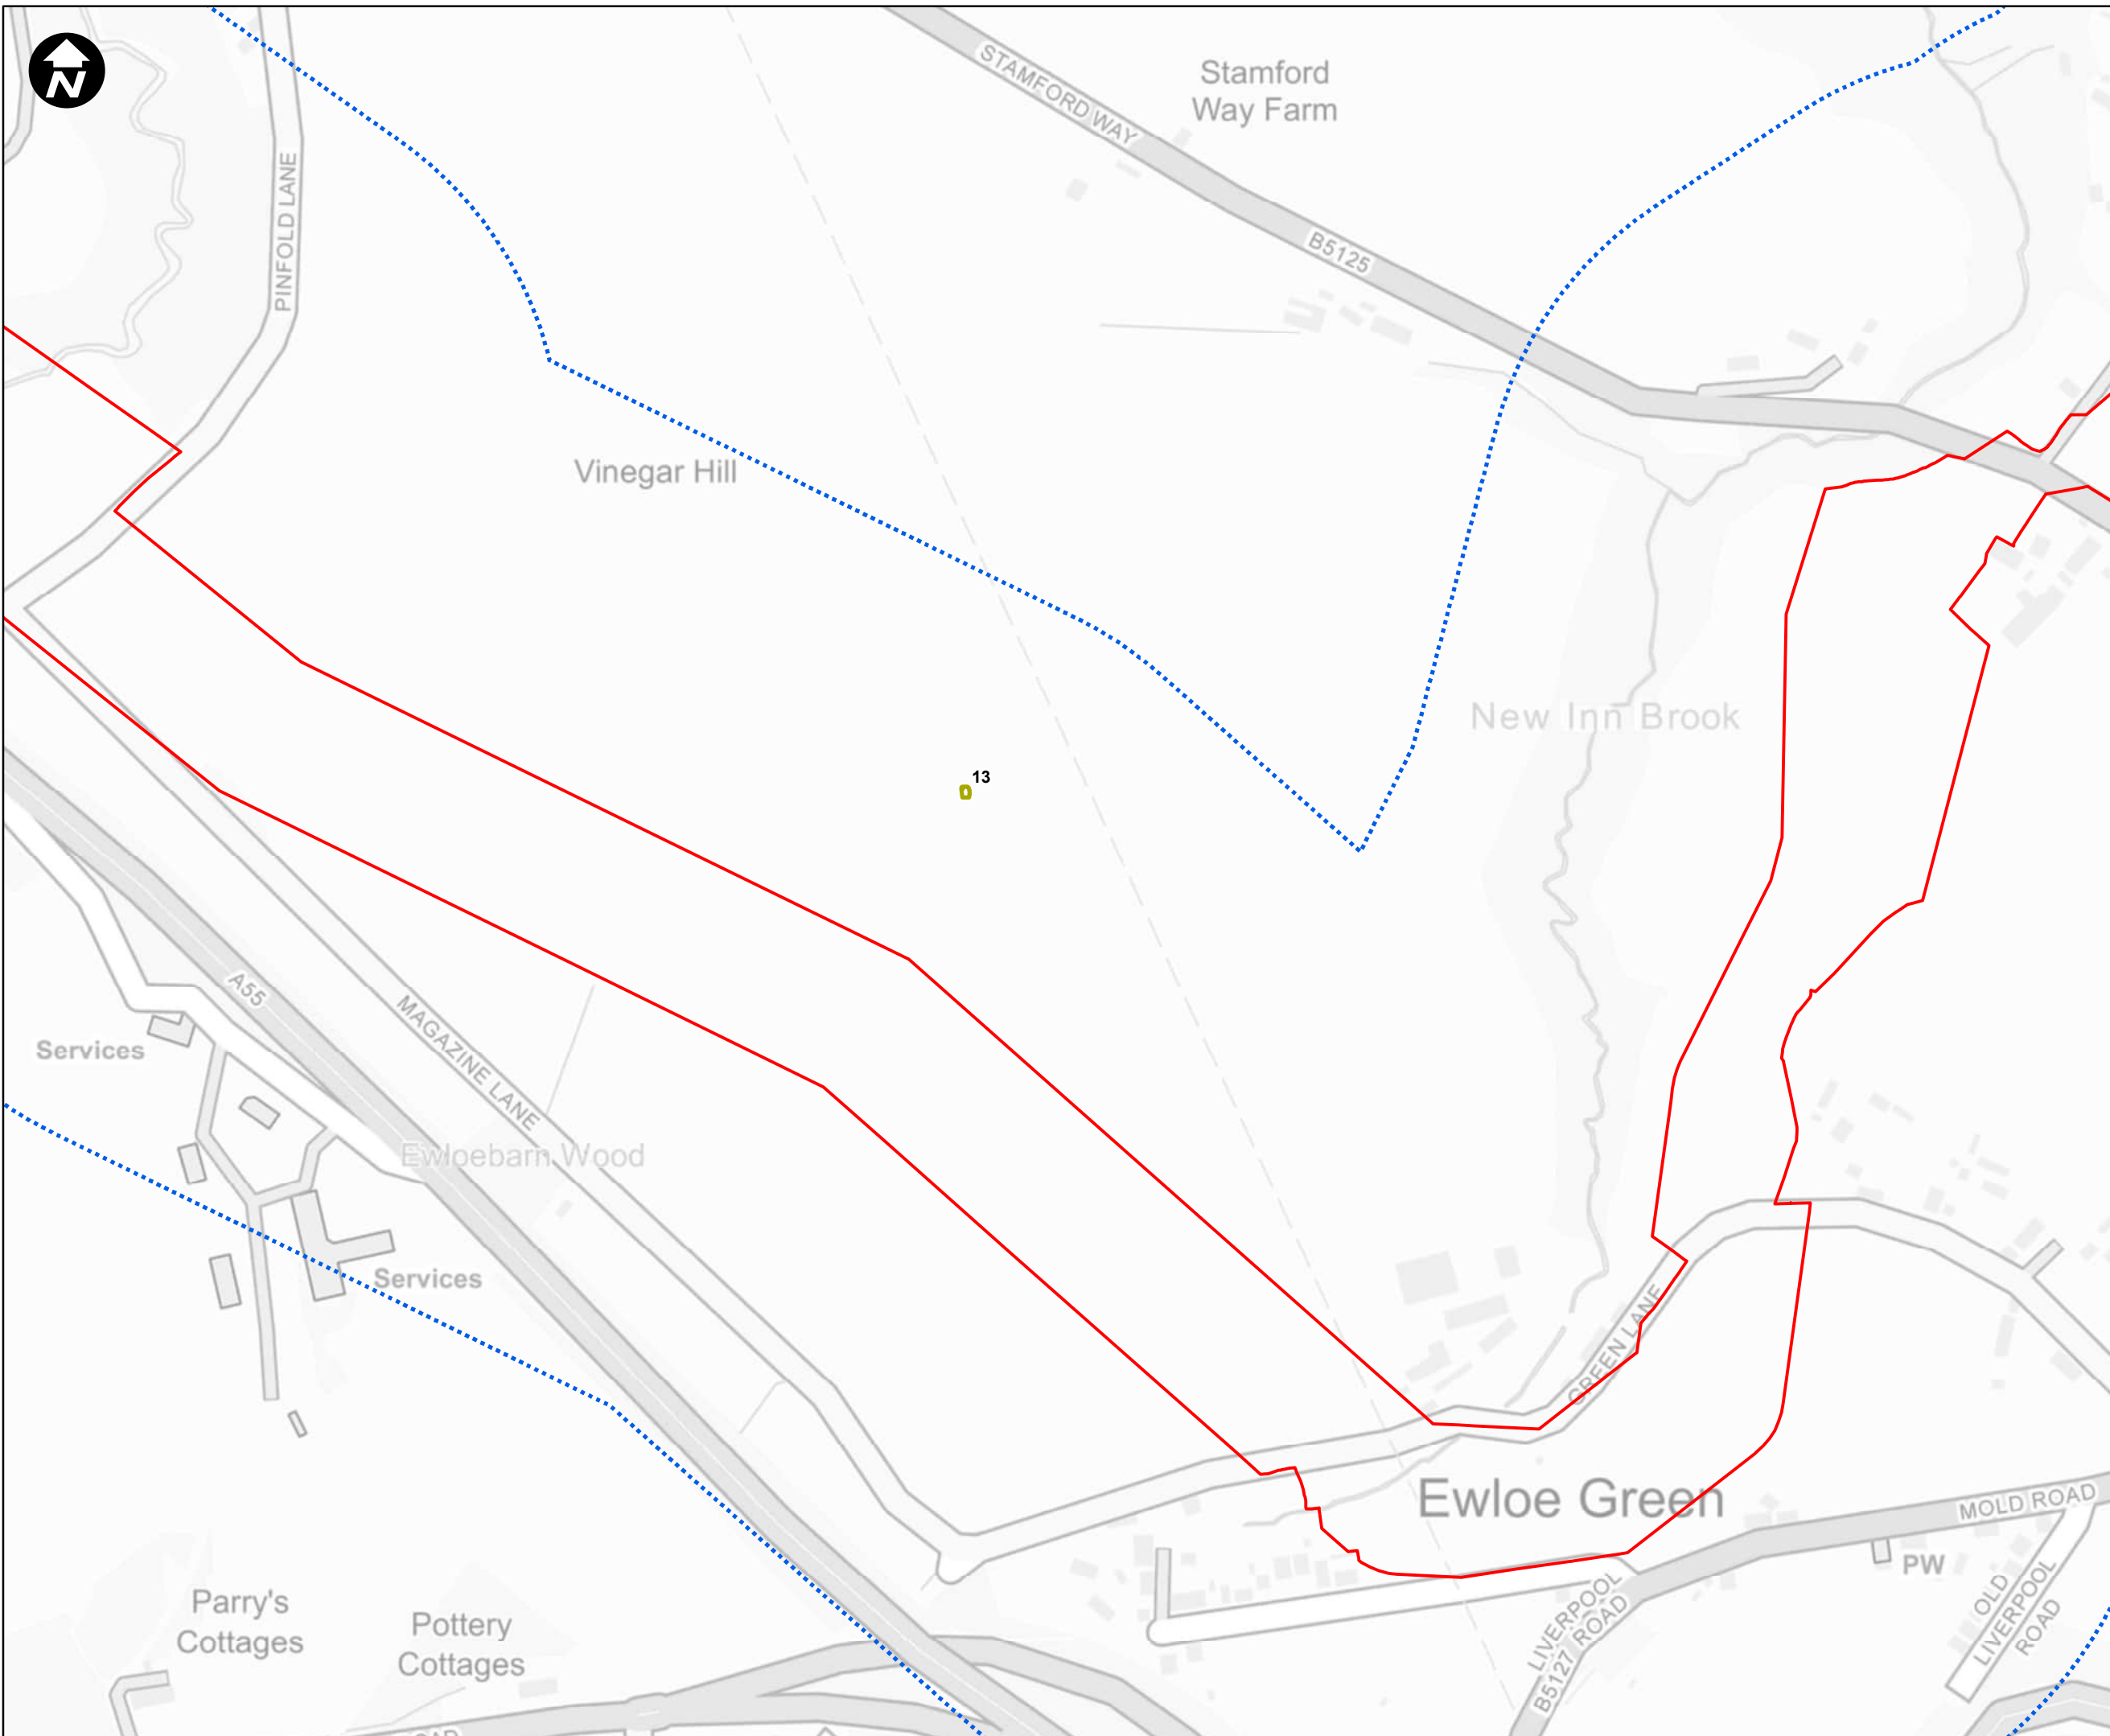 N
STAMFORD WAY
Stamford
Way Farm
PINFOLD LANE
B5125
Vinegar Hill
New Inn Brook
13
A55
Services
MAGAZINE LANE
Ewloebarn Wood
Services
GREEN LANE
Ewloe Green
MOLD ROAD
PW
Parry's
Cottages
Pottery
Cottages
LIVERPOOL
ROAD
B5127
OLD
LIVERPOOL
ROAD